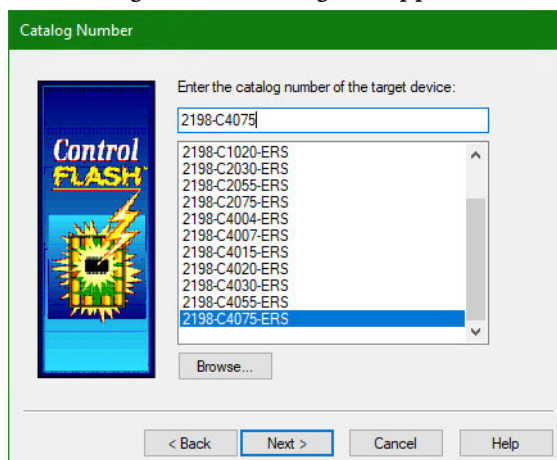 Catalog Number
Enter the catalog number of the target device:
2198-C4075
Control
FLASH
2198-C1020-ERS
2198-C2030-ERS
2198-C2055-ERS
2198-C2075-ERS
2198-C4004-ERS
2198-C4007-ERS
2198-C4015-ERS
2198-C4020-ERS
2198-C4030-ERS
2198-C4055-ERS
2198-C4075-ERS
Browse...
< Back
Next >
Cancel
Help